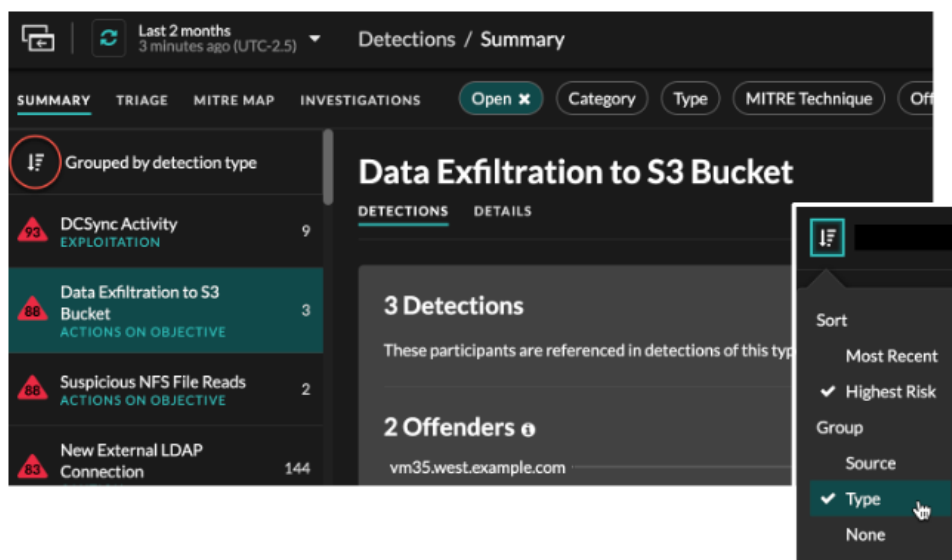 Last 2 months
3 minutes ago (UTC-2.5)
Detections / Summary
SUMMARY TRIAGE MITRE MAP INVESTIGATIONS
Open × Category Type MITRE Technique Off
Grouped by detection type
Data Exfiltration to S3 Bucket
DETECTIONS DETAILS
93 DCSync Activity 9
EXPLOITATION
88 Data Exfiltration to S3
Bucket 3
ACTIONS ON OBJECTIVE
88 Suspicious NFS File Reads 2
ACTIONS ON OBJECTIVE
83 New External LDAP
Connection 144
3 Detections
These participants are referenced in detections of this typ
2 Offenders
vm35.west.example.com
Sort
Most Recent
Highest Risk
Group
Source
Type
None